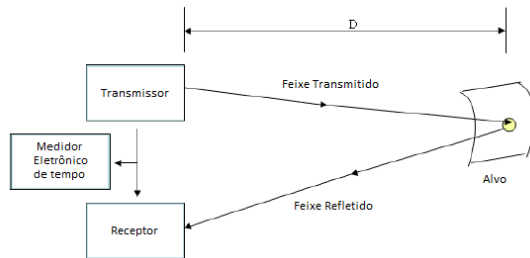 D
Feixe Transmitido
Transmissor
Medidor
Eletrônico
de tempo
Alvo
Feixe Refletido
Receptor